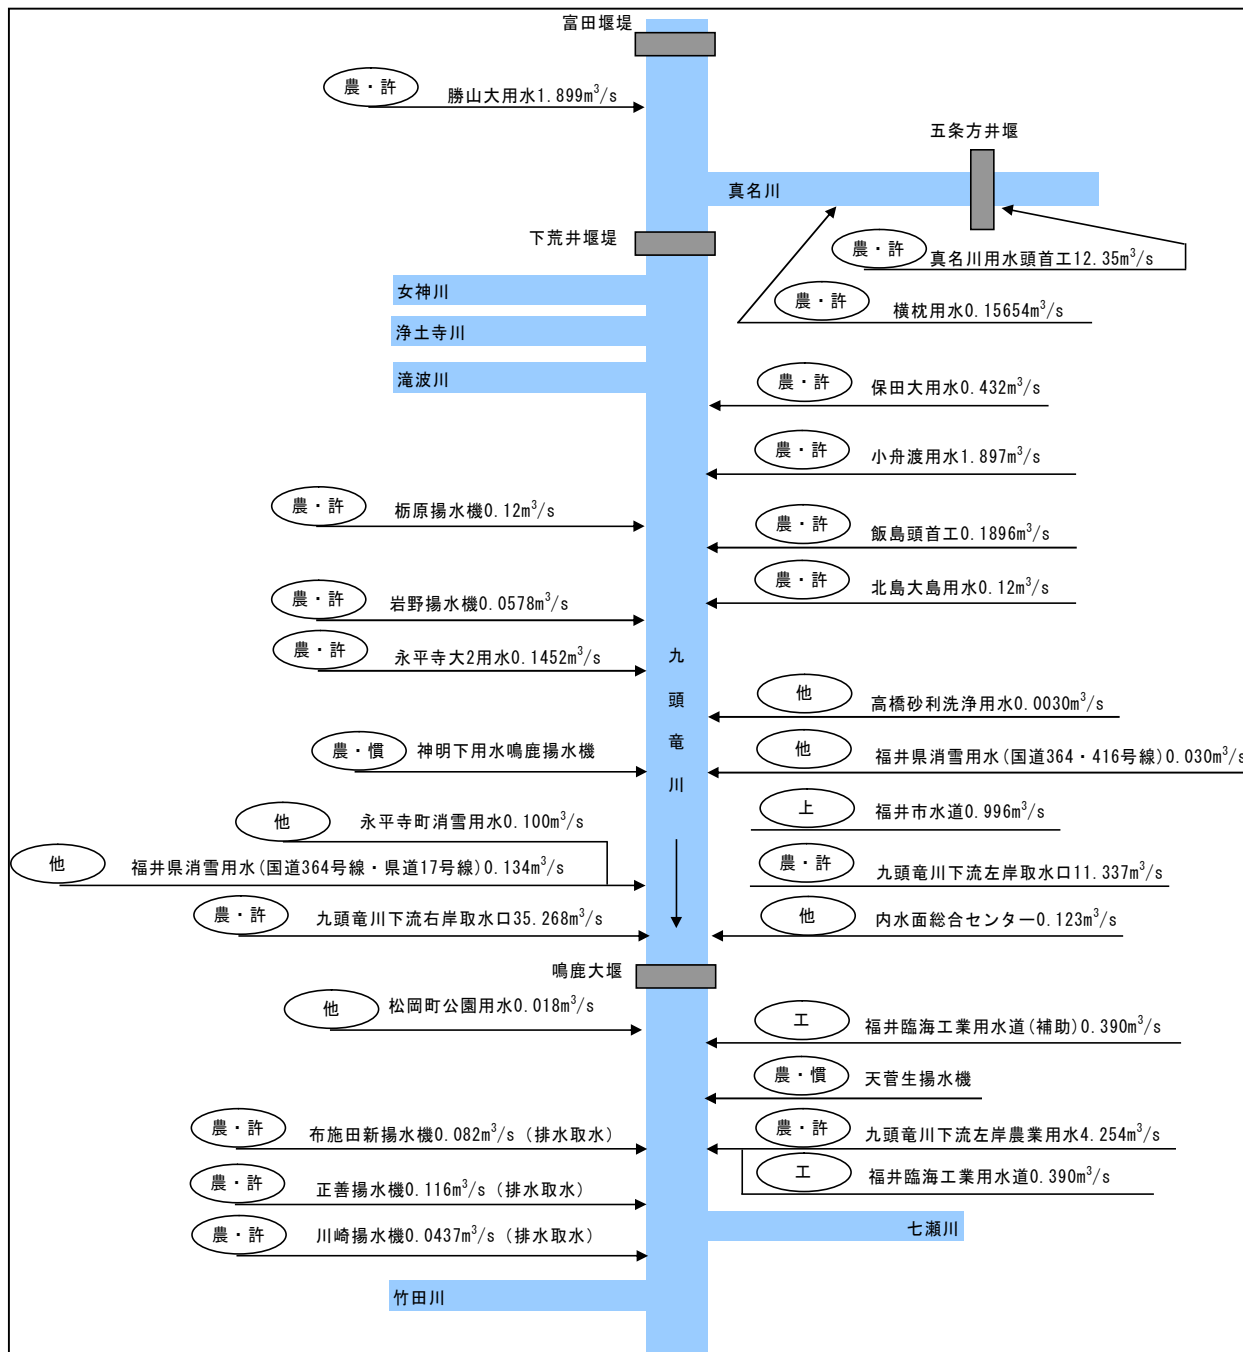 富田堰堤
農・許
勝山大用水1.899m³/s
五条方井堰
真名川
下荒井堰堤
農・許
真名川用水頭首工12.35m³/s
女神川
農・許
横枕用水0.15654m³/s
浄土寺川
滝波川
農・許
保田大用水0.432m³/s
農・許
小舟渡用水1.897m³/s
農・許
栃原揚水機0.12m³/s
農・許
飯島頭首工0.1896m³/s
農・許
北島大島用水0.12m³/s
農・許
岩野揚水機0.0578m³/s
農・許
永平寺大2用水0.1452m³/s
九頭竜川
他
高橋砂利洗浄用水0.0030m³/s
農・慣
神明下用水鳴鹿揚水機
他
福井県消雪用水(国道364・416号線)0.030m³/s
他
永平寺町消雪用水0.100m³/s
上
福井市水道0.996m³/s
他
福井県消雪用水(国道364号線・県道17号線)0.134m³/s
農・許
九頭竜川下流左岸取水口11.337m³/s
農・許
九頭竜川下流右岸取水口35.268m³/s
他
内水面総合センター0.123m³/s
鳴鹿大堰
他
松岡町公園用水0.018m³/s
工
福井臨海工業用水道(補助)0.390m³/s
農・慣
天菅生揚水機
農・許
布施田新揚水機0.082m³/s（排水取水）
農・許
九頭竜川下流左岸農業用水4.254m³/s
工
福井臨海工業用水道0.390m³/s
農・許
正善揚水機0.116m³/s（排水取水）
農・許
川崎揚水機0.0437m³/s（排水取水）
七瀬川
竹田川